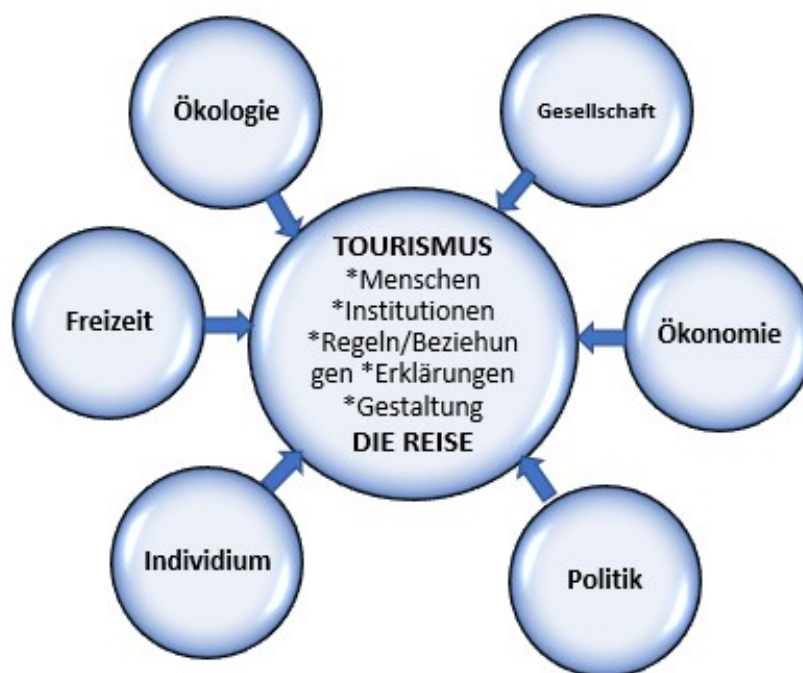 Ökologie
Gesellschaft
Freizeit
TOURISMUS
*Menschen
*Institutionen
*Regeln/Beziehun
gen *Erklärungen
*Gestaltung
DIE REISE
Ökonomie
Individium
Politik